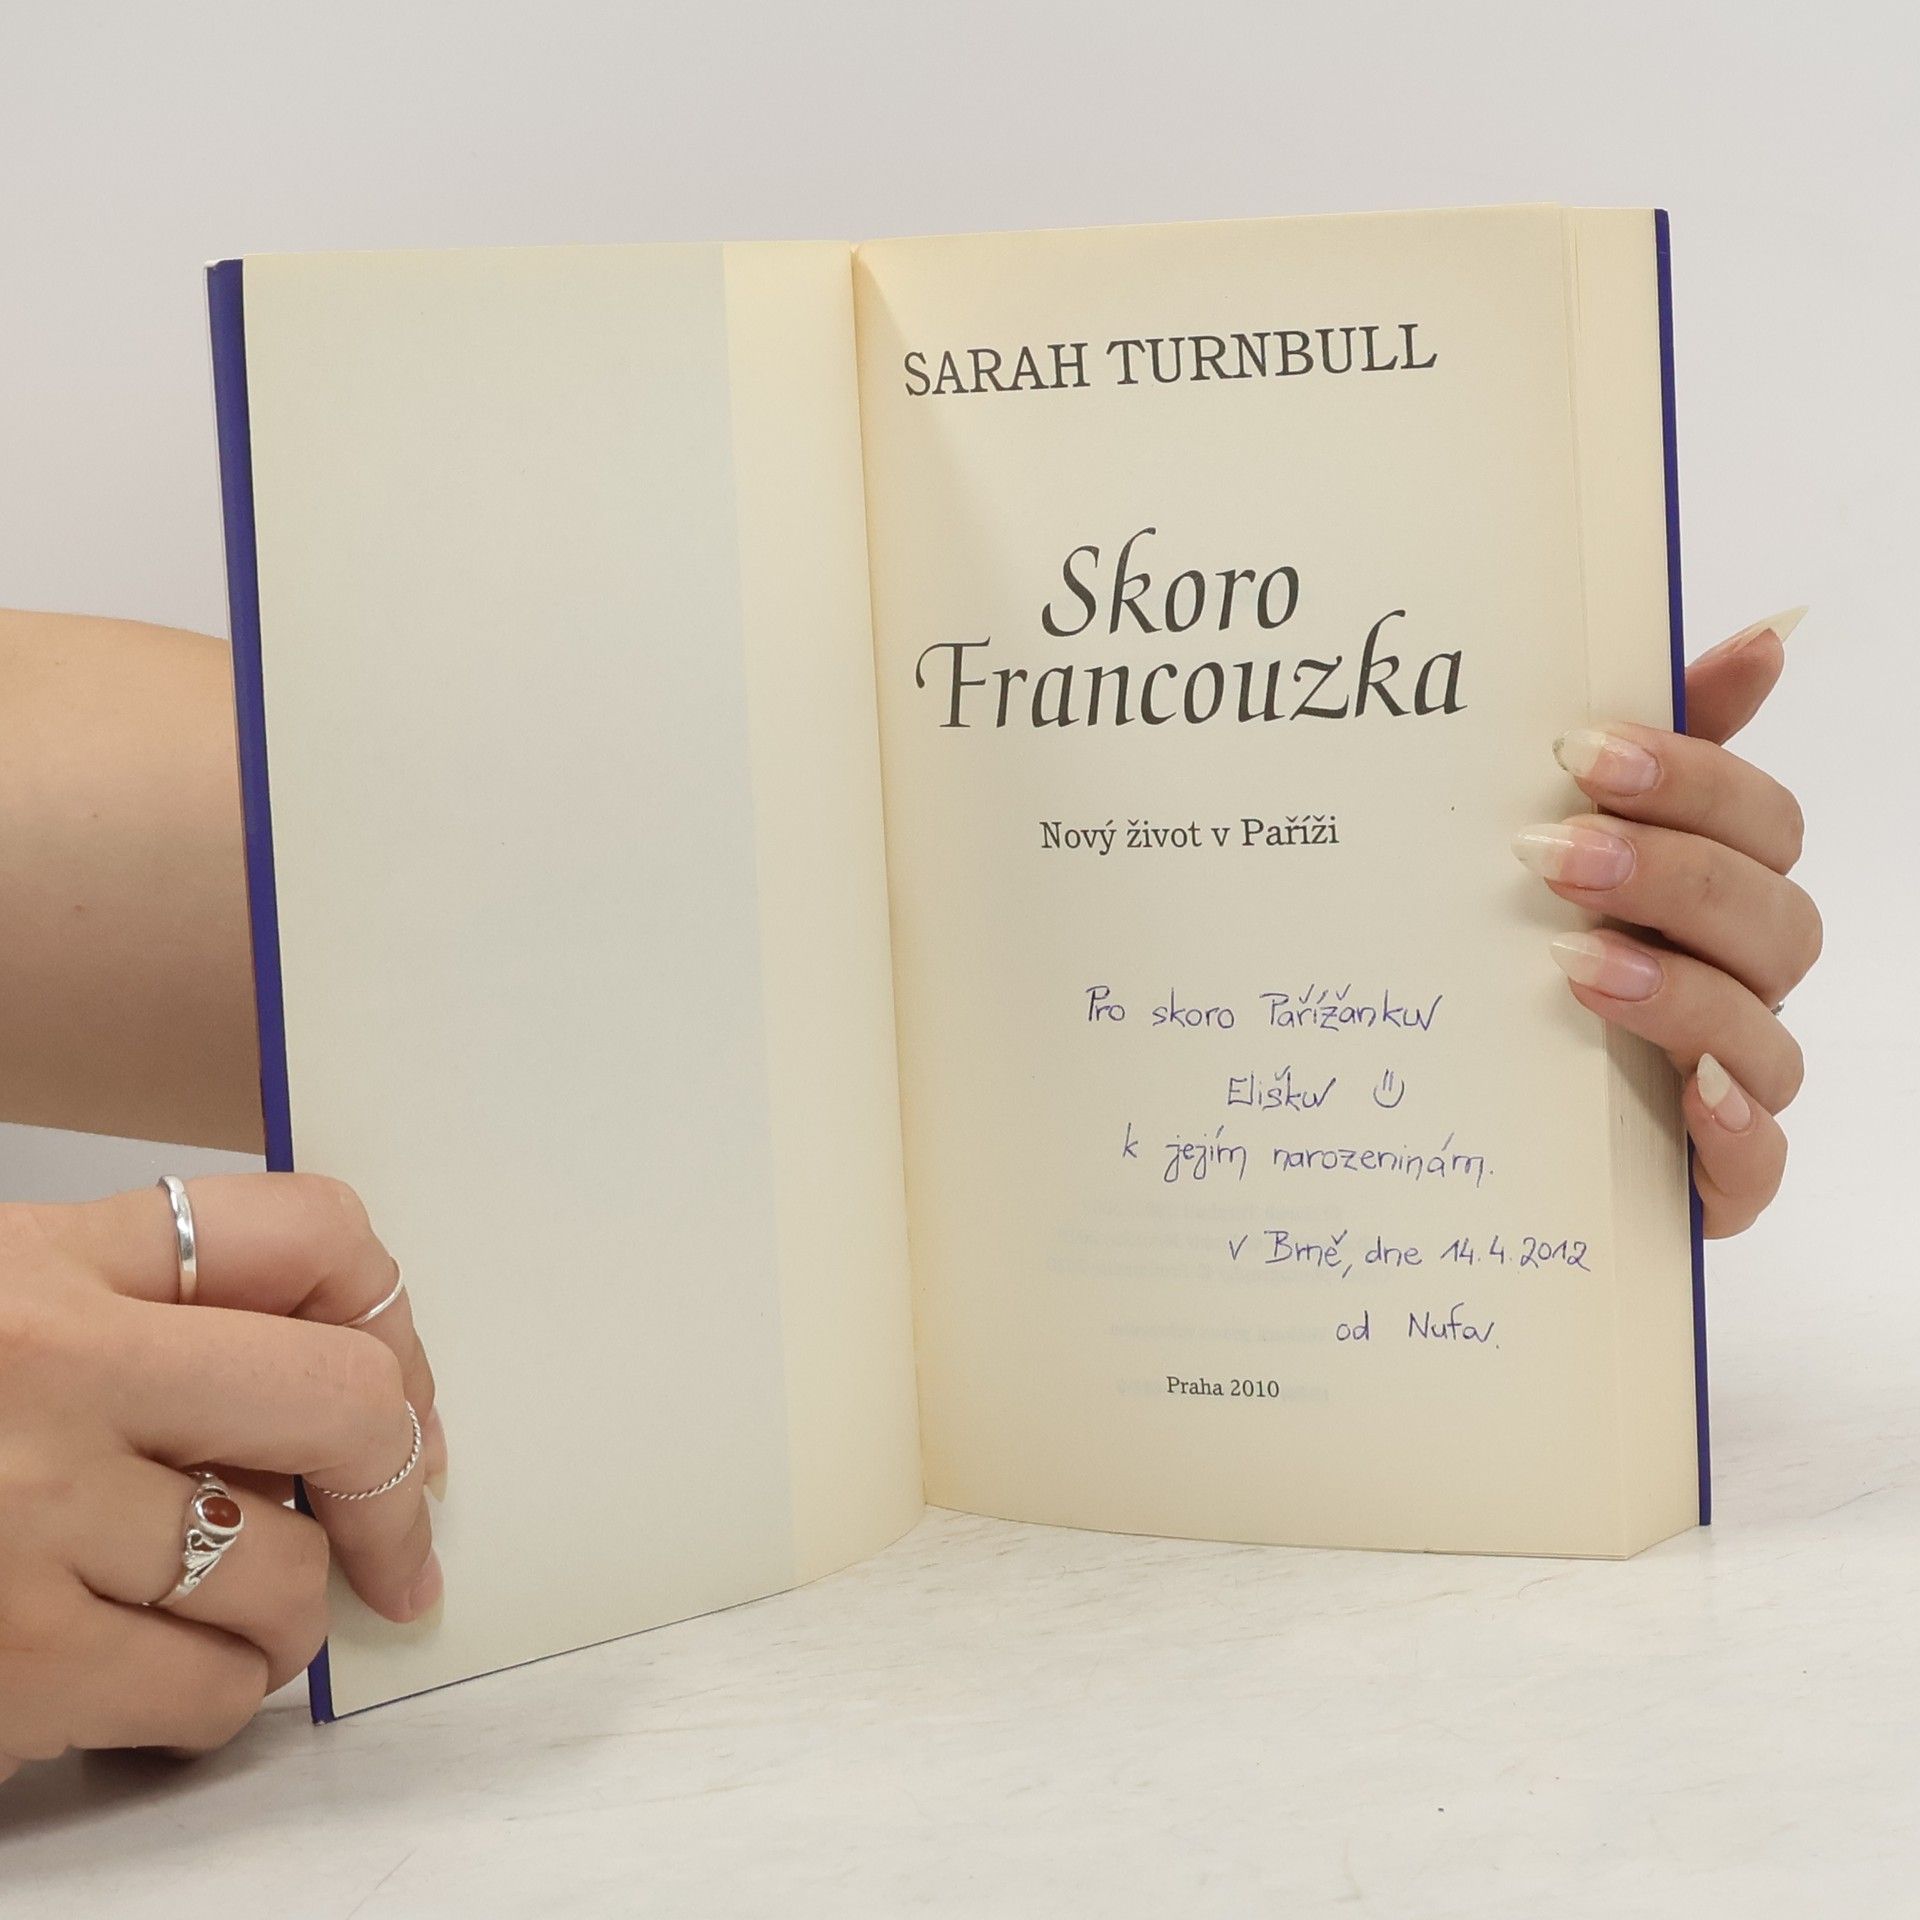 SARAH TURNBULL
Skoro
Francouzka
Nový život v Paříži
Pro skoro Pařížanku
Elišku
k jejím narozeninám.
V Brně, dne 14.4.2012
od Nuťa.
Praha 2010